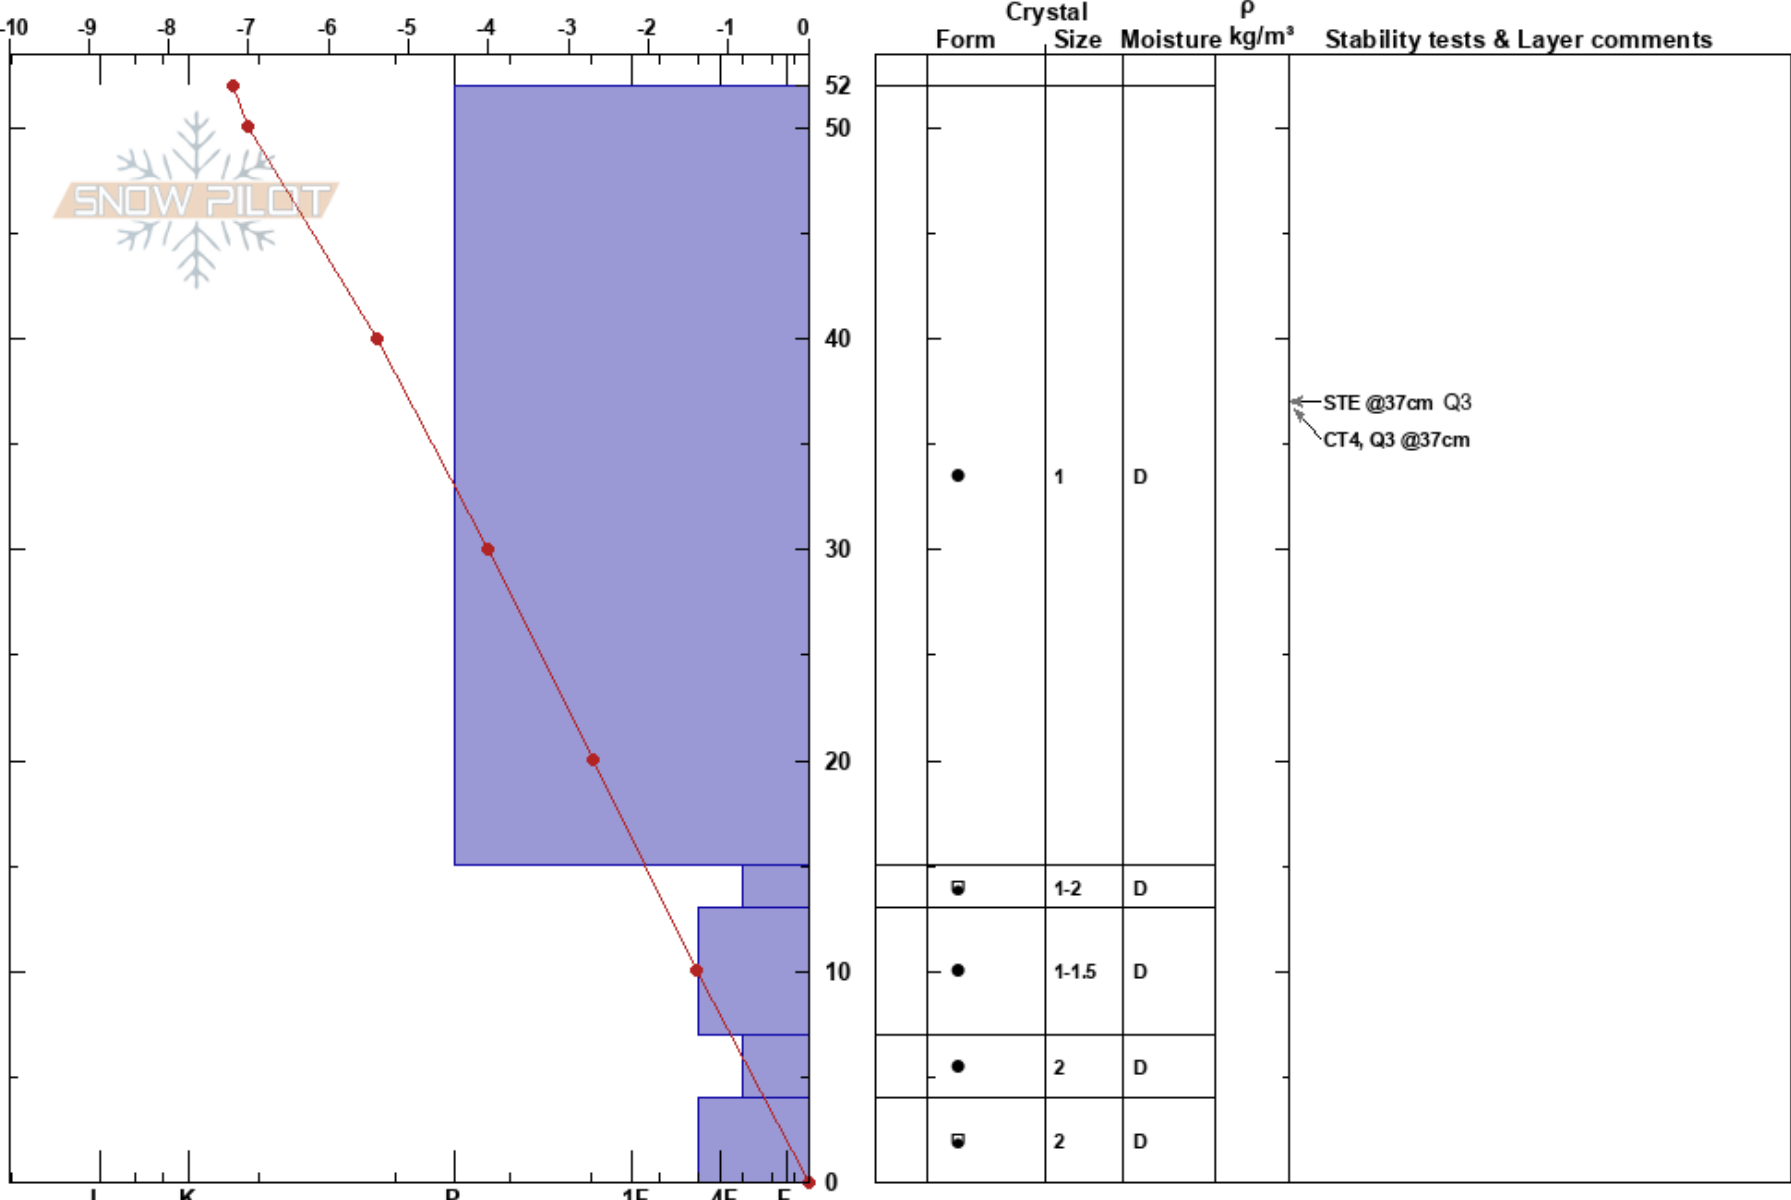 Crystal ρ
-10 -9 -8 -7 -6 -5 -4 -3 -2 -1 0 Form Size Moisture kg/m³ Stability tests & Layer comments
52
50
SNOW PILOT
40
STE @37cm Q3
CT4, Q3 @37cm
1 D
30
20
1-2 D
10 1-1.5 D
2 D
2 D
0
I K P 1F 4F F